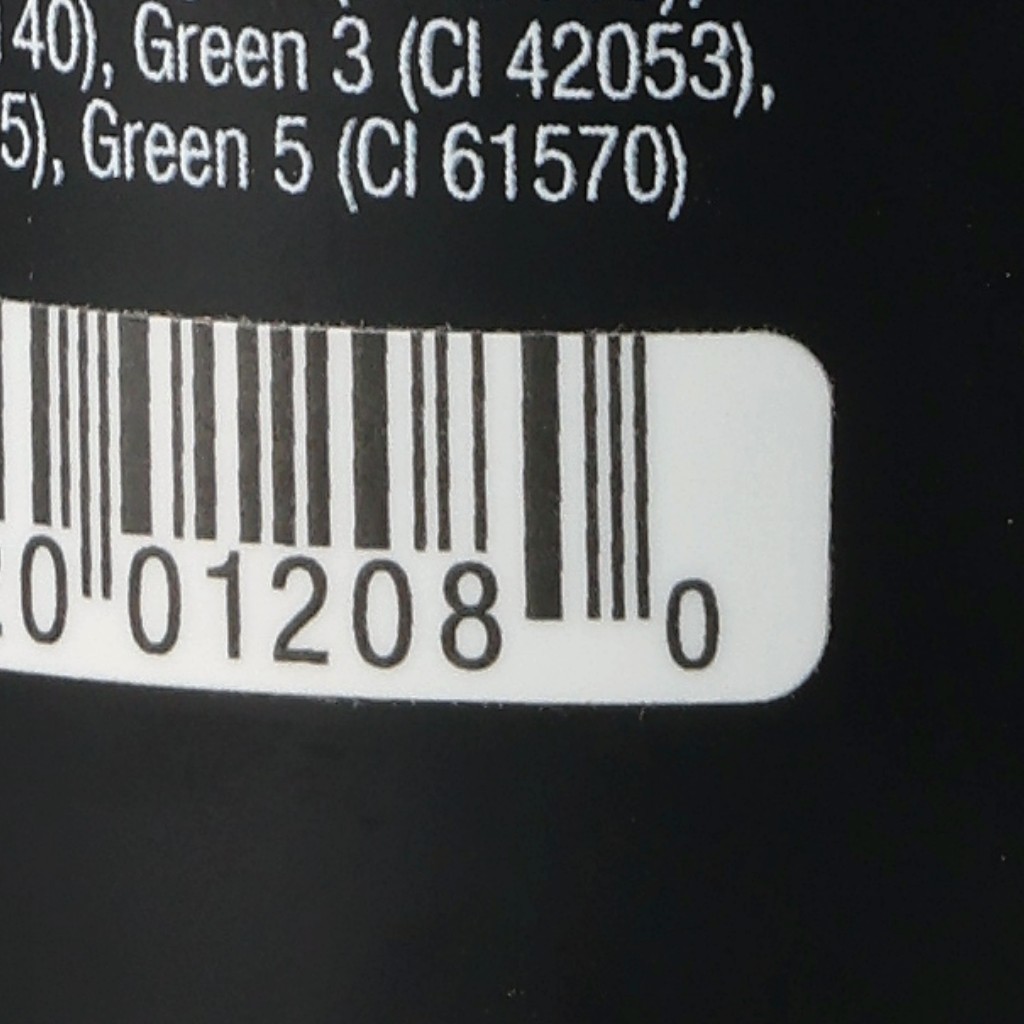 40), Green 3 (CI 42053),
5), Green 5 (CI 61570)
0 01208 0